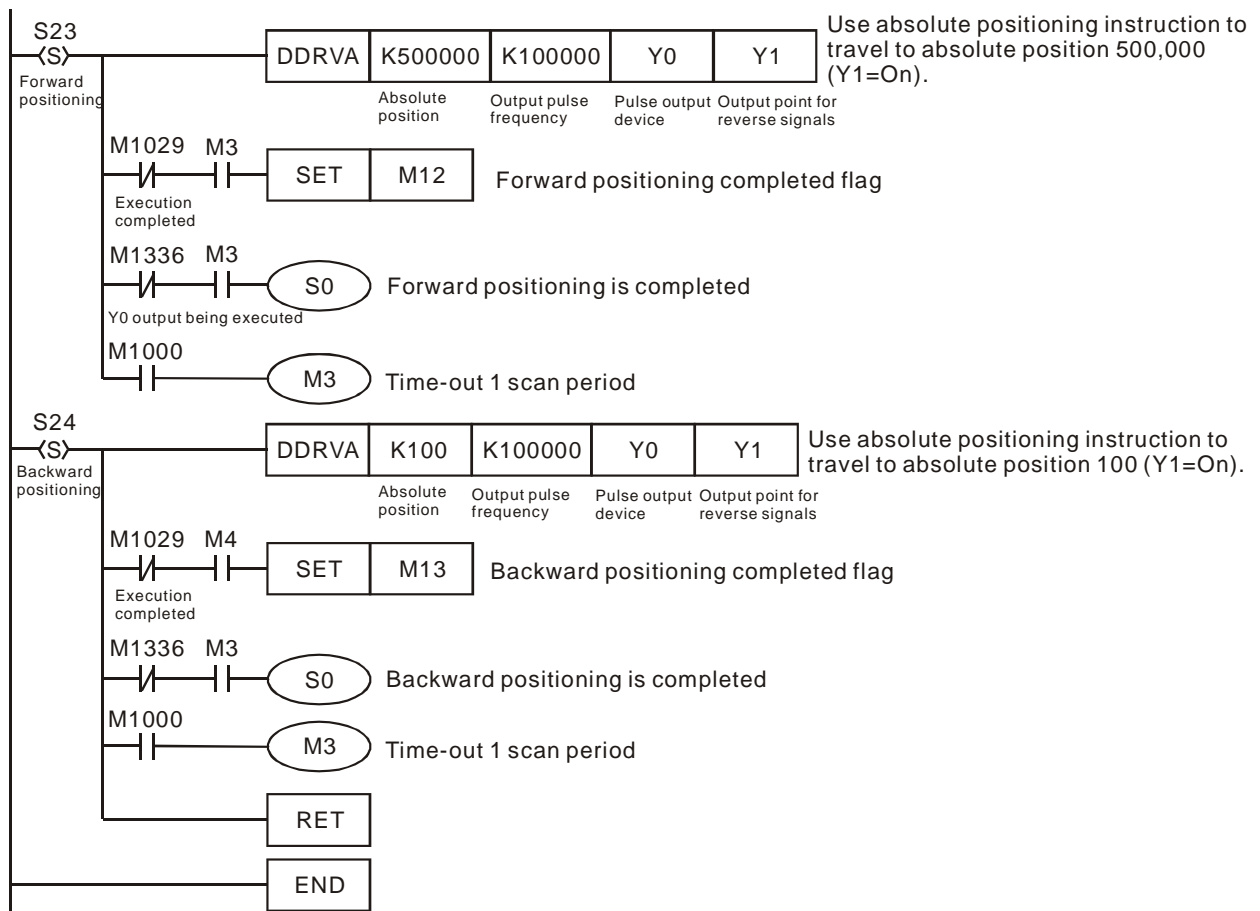 S23
S
Forward
positioning
DDRVA K500000 K100000 Y0 Y1
Absolute
position
Output pulse
frequency
Pulse output
device
Output point for
reverse signals
Use absolute positioning instruction to
travel to absolute position 500,000
(Y1=On).
M1029 M3
Execution
completed
SET M12
Forward positioning completed flag
M1336 M3
Y0 output being executed
S0
Forward positioning is completed
M1000
M3
Time-out 1 scan period
S24
S
Backward
positioning
DDRVA K100 K100000 Y0 Y1
Absolute
position
Output pulse
frequency
Pulse output
device
Output point for
reverse signals
Use absolute positioning instruction to
travel to absolute position 100 (Y1=On).
M1029 M4
Execution
completed
SET M13
Backward positioning completed flag
M1336 M3
S0
Backward positioning is completed
M1000
M3
Time-out 1 scan period
RET
END